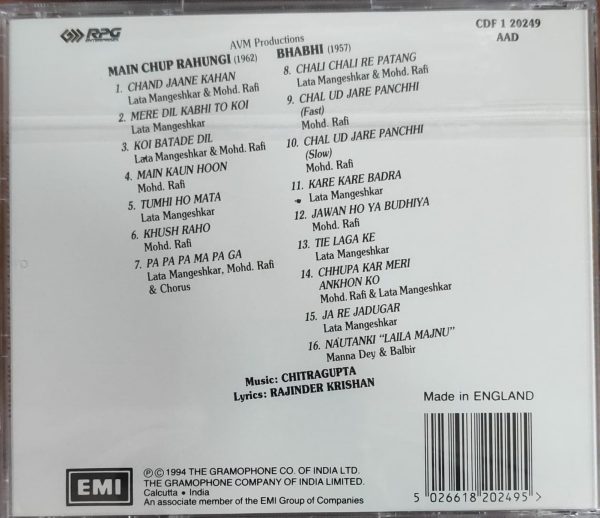 RPG
ENTERPRISES
CDF 1 20249
AAD
AVM Productions
MAIN CHUP RAHUNGI (1962)
1. CHAND JAANE KAHAN
Lata Mangeshkar & Mohd. Rafi
2. MERE DIL KABHI TO KOI
Lata Mangeshkar
3. KOI BATADE DIL
Lata Mangeshkar & Mohd. Rafi
4. MAIN KAUN HOON
Mohd. Rafi
5. TUMHI HO MATA
Lata Mangeshkar
6. KHUSH RAHO
Mohd. Rafi
7. PA PA PA MA PA GA
Lata Mangeshkar, Mohd. Rafi
& Chorus
BHABHI (1957)
8. CHALI CHALI RE PATANG
Lata Mangeshkar & Mohd. Rafi
9. CHAL UD JARE PANCHHI
(Fast)
Mohd. Rafi
10. CHAL UD JARE PANCHHI
(Slow)
Mohd. Rafi
11. KARE KARE BADRA
Lata Mangeshkar
12. JAWAN HO YA BUDHIYA
Mohd. Rafi
13. TIE LAGA KE
Lata Mangeshkar
14. CHHUPA KAR MERI
ANKHON KO
Mohd. Rafi & Lata Mangeshkar
15. JA RE JADUGAR
Lata Mangeshkar
16. NAUTANKI "LAILA MAJNU"
Manna Dey & Balbir
Music: CHITRAGUPTA
Lyrics: RAJINDER KRISHAN
Made in ENGLAND
EMI
Ⓟ © 1994 THE GRAMOPHONE CO. OF INDIA LTD.
THE GRAMOPHONE COMPANY OF INDIA LIMITED.
Calcutta • India
An associate member of the EMI Group of Companies
5 026618 202495 >